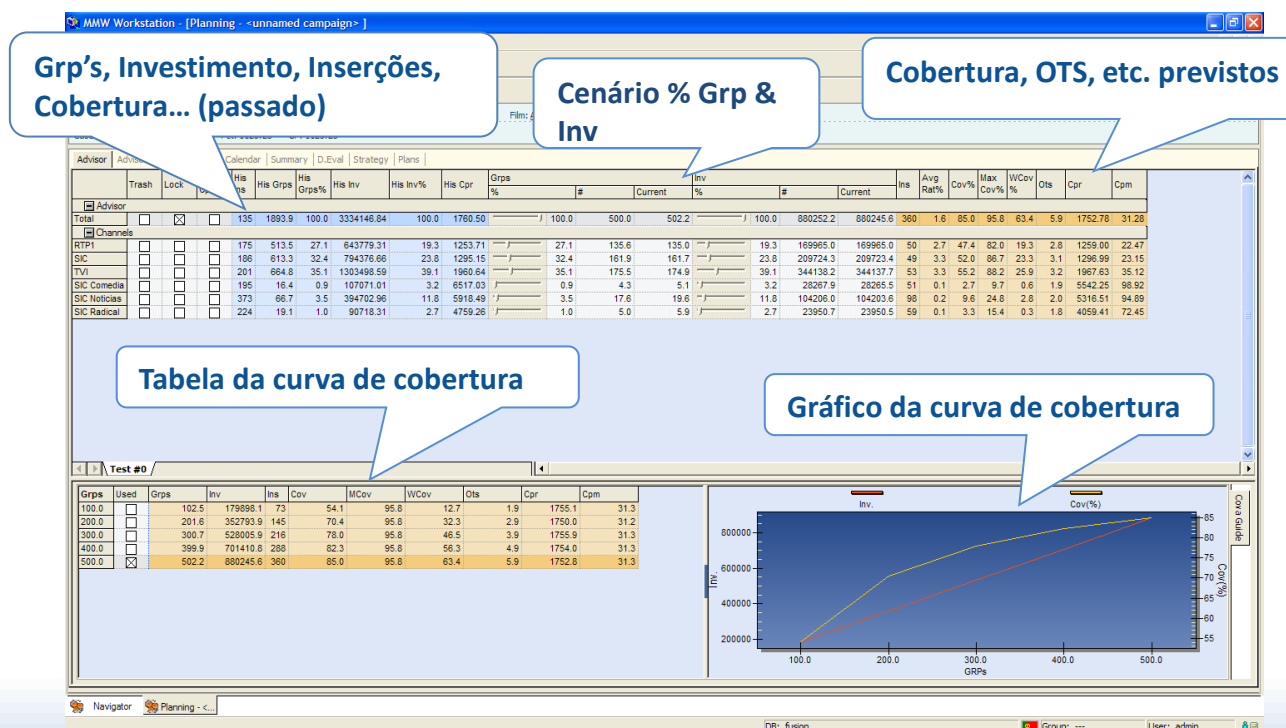 MMW Workstation - [Planning - <unnamed campaign> ]
Grp's, Investimento, Inserções,
Cobertura… (passado)
Cenário % Grp &
Inv
Cobertura, OTS, etc. previstos
Film:
Advisor Calendar | Summary | D.Eval | Strategy | Plans |
Trash Lock His His Grps His Grps% His Inv His Inv% His Cpr Grps % # Current Inv % # Current Ins Avg Rat% Cov% Max Cov% WCov % Ots Cpr Cpm
Advisor
Total 135 1893.9 100.0 3334146.84 100.0 1760.50 100.0 500.0 502.2 100.0 880252.2 880245.6 360 1.6 85.0 95.8 63.4 5.9 1752.78 31.28
Channels
RTP1 175 513.5 27.1 643779.31 19.3 1253.71 27.1 135.6 135.0 19.3 169965.0 169965.0 50 2.7 47.4 82.0 19.3 2.8 1259.00 22.47
SIC 186 613.3 32.4 794376.66 23.8 1295.15 32.4 161.9 161.7 23.8 209724.3 209723.4 49 3.3 52.0 86.7 23.3 3.1 1296.99 23.15
TVI 201 664.8 35.1 1303498.59 39.1 1960.64 35.1 175.5 174.9 39.1 344138.2 344137.7 53 3.3 55.2 88.2 25.9 3.2 1967.63 35.12
SIC Comedia 195 16.4 0.9 107071.01 3.2 6517.03 0.9 4.3 5.1 3.2 28267.9 28265.5 51 0.1 2.7 9.7 0.6 1.9 5542.25 98.92
SIC Noticias 373 66.7 3.5 394702.96 11.8 5918.49 3.5 17.6 19.6 11.8 104206.0 104203.6 98 0.2 9.6 24.8 2.8 2.0 5316.51 94.89
SIC Radical 224 19.1 1.0 90718.31 2.7 4759.26 1.0 5.0 5.9 2.7 23950.7 23950.5 59 0.1 3.3 15.4 0.3 1.8 4059.41 72.45
Tabela da curva de cobertura
Gráfico da curva de cobertura
Test #0
Grps Used Grps Inv Ins Cov MCov WCov Ots Cpr Cpm
100.0 102.5 179898.1 73 54.1 95.8 12.7 1.9 1755.1 31.3
200.0 201.6 352793.9 145 70.4 95.8 32.3 2.9 1750.0 31.2
300.0 300.7 528005.9 216 78.0 95.8 46.5 3.9 1755.9 31.3
400.0 399.9 701410.8 288 82.3 95.8 56.3 4.9 1754.0 31.3
500.0 502.2 880245.6 360 85.0 95.8 63.4 5.9 1752.8 31.3
Inv. Cov(%)
Cova Guide
85
800000
80
75
600000
70
Inv.
Cov(%)
65
400000
60
200000
55
100.0 200.0 300.0 400.0 500.0
GRPs
Navigator Planning - <...
DB: fusion Group: --- User: admin